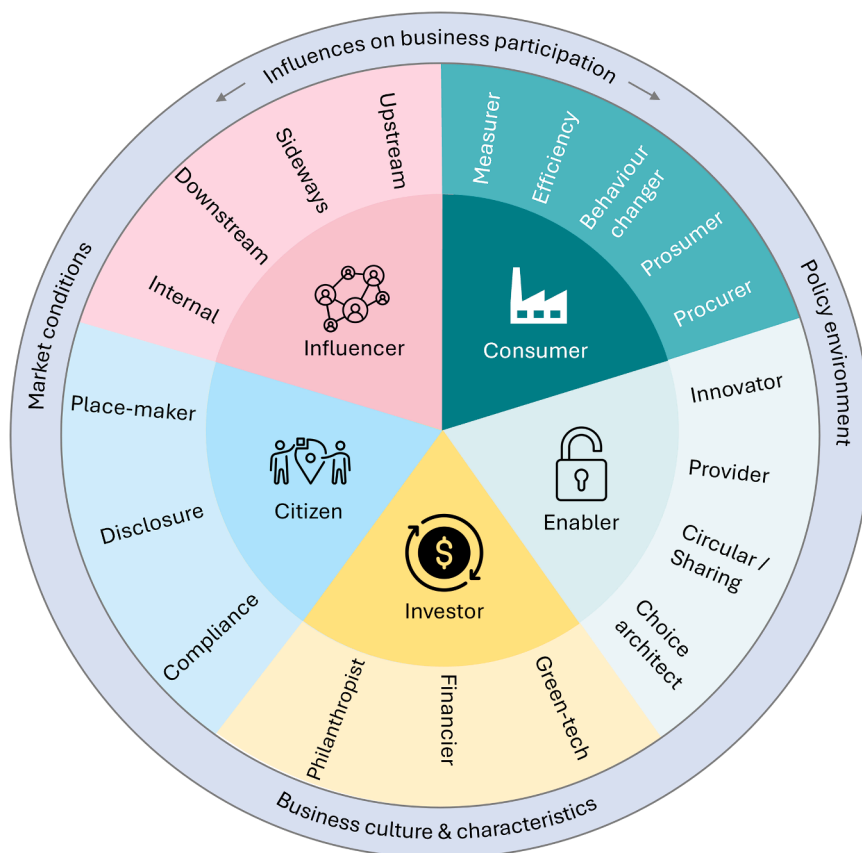 Influences on business participation
Policy environment
Business culture & characteristics
Market conditions
Consumer
Measurer
Efficiency
Behaviour
changer
Prosumer
Procurer
Enabler
Innovator
Provider
Circular /
Sharing
Choice
architect
Investor
$
Green-tech
Financier
Philanthropist
Citizen
Compliance
Disclosure
Place-maker
Influencer
Internal
Downstream
Sideways
Upstream